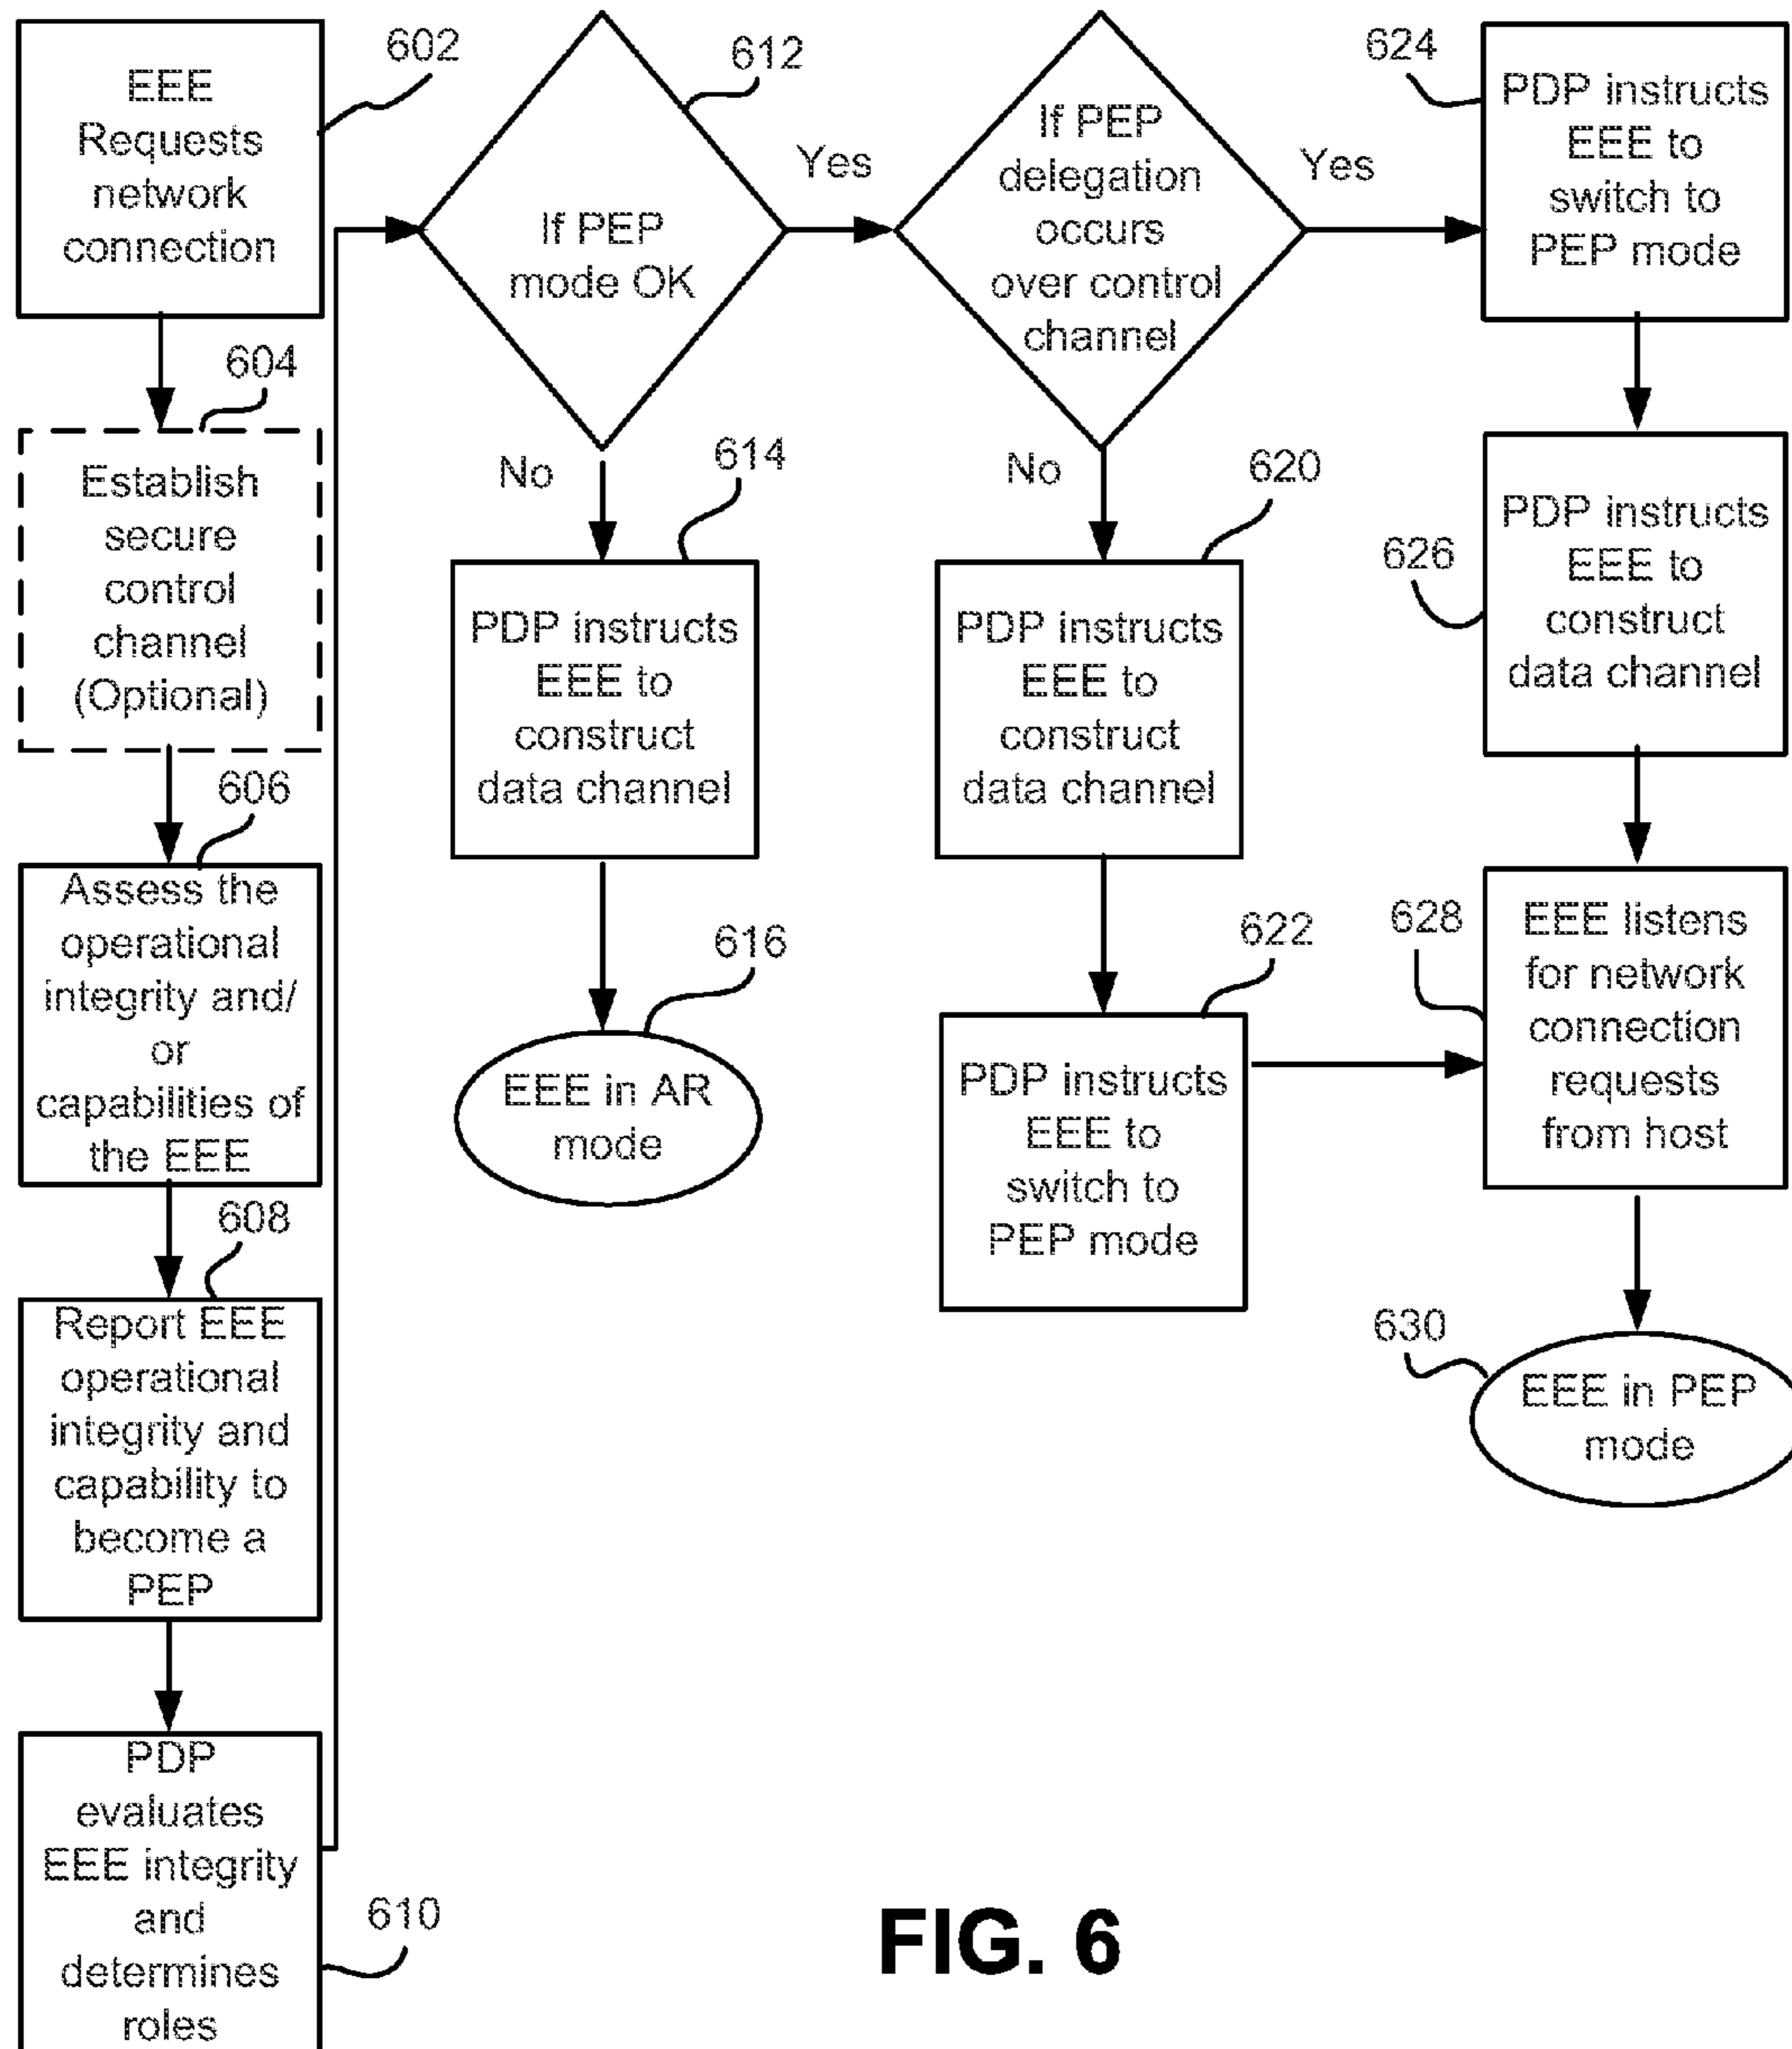 EEE
Requests
network
connection
602
604
Establish
secure
control
channel
(Optional)
606
Assess the
operational
integrity and/
or
capabilities of
the EEE
608
Report EEE
operational
integrity and
capability to
become a
PEP
PDP
evaluates
EEE integrity
and
determines
roles
610
612
If PEP
mode OK
Yes
No
614
PDP instructs
EEE to
construct
data channel
616
EEE in AR
mode
If PEP
delegation
occurs
over control
channel
Yes
No
620
PDP instructs
EEE to
construct
data channel
622
PDP instructs
EEE to
switch to
PEP mode
624
PDP instructs
EEE to
switch to
PEP mode
626
PDP instructs
EEE to
construct
data channel
628
EEE listens
for network
connection
requests
from host
630
EEE in PEP
mode
FIG. 6